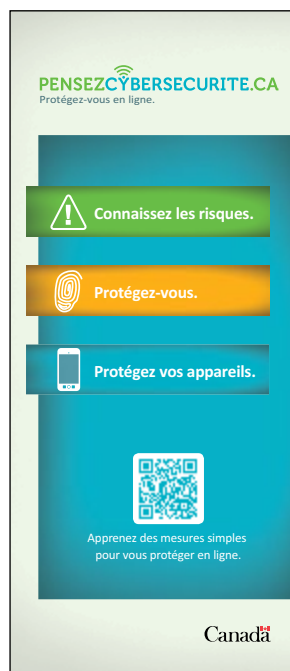 PENSEZCYBERSECURITE.CA
Protégez-vous en ligne.
Connaissez les risques.
Protégez-vous.
Protégez vos appareils.
Apprenez des mesures simples
pour vous protéger en ligne.
Canada